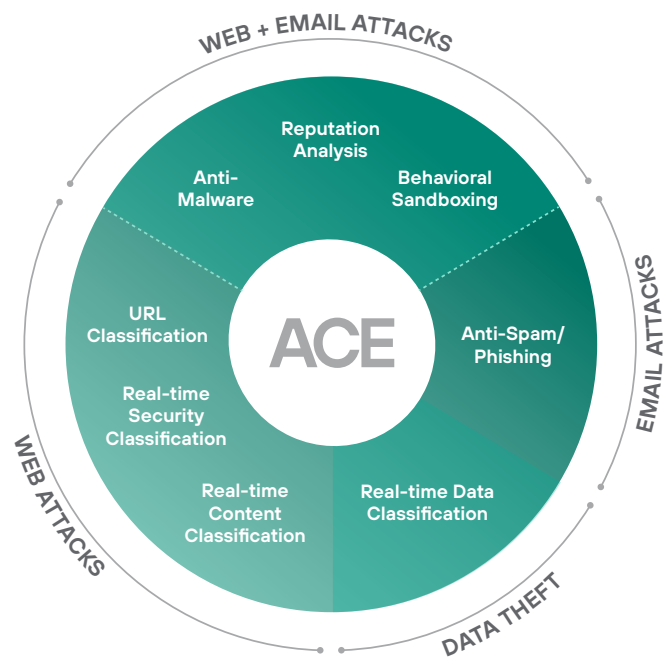 WEB + EMAIL ATTACKS
Reputation
Analysis
Anti-
Malware
Behavioral
Sandboxing
URL
Classification
ACE
Anti-Spam/
Phishing
EMAIL ATTACKS
Real-time
Security
Classification
WEB ATTACKS
Real-time
Content
Classification
Real-time Data
Classification
DATA THEFT